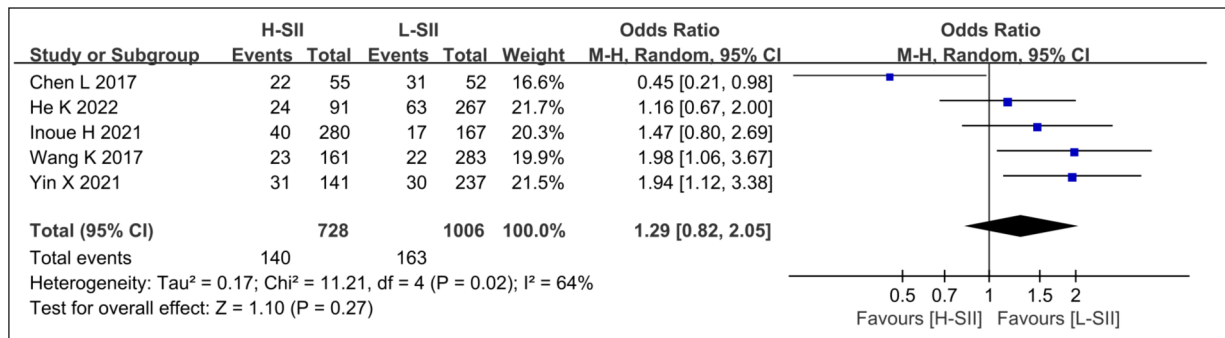 H-SII L-SII Odds Ratio Odds Ratio
Study or Subgroup Events Total Events Total Weight M-H, Random, 95% CI M-H, Random, 95% CI
Chen L 2017 22 55 31 52 16.6% 0.45 [0.21, 0.98]
He K 2022 24 91 63 267 21.7% 1.16 [0.67, 2.00]
Inoue H 2021 40 280 17 167 20.3% 1.47 [0.80, 2.69]
Wang K 2017 23 161 22 283 19.9% 1.98 [1.06, 3.67]
Yin X 2021 31 141 30 237 21.5% 1.94 [1.12, 3.38]
Total (95% CI) 728 1006 100.0% 1.29 [0.82, 2.05]
Total events 140 163
Heterogeneity: Tau² = 0.17; Chi² = 11.21, df = 4 (P = 0.02); I² = 64%
Test for overall effect: Z = 1.10 (P = 0.27)
0.5 0.7 1 1.5 2
Favours [H-SII] Favours [L-SII]